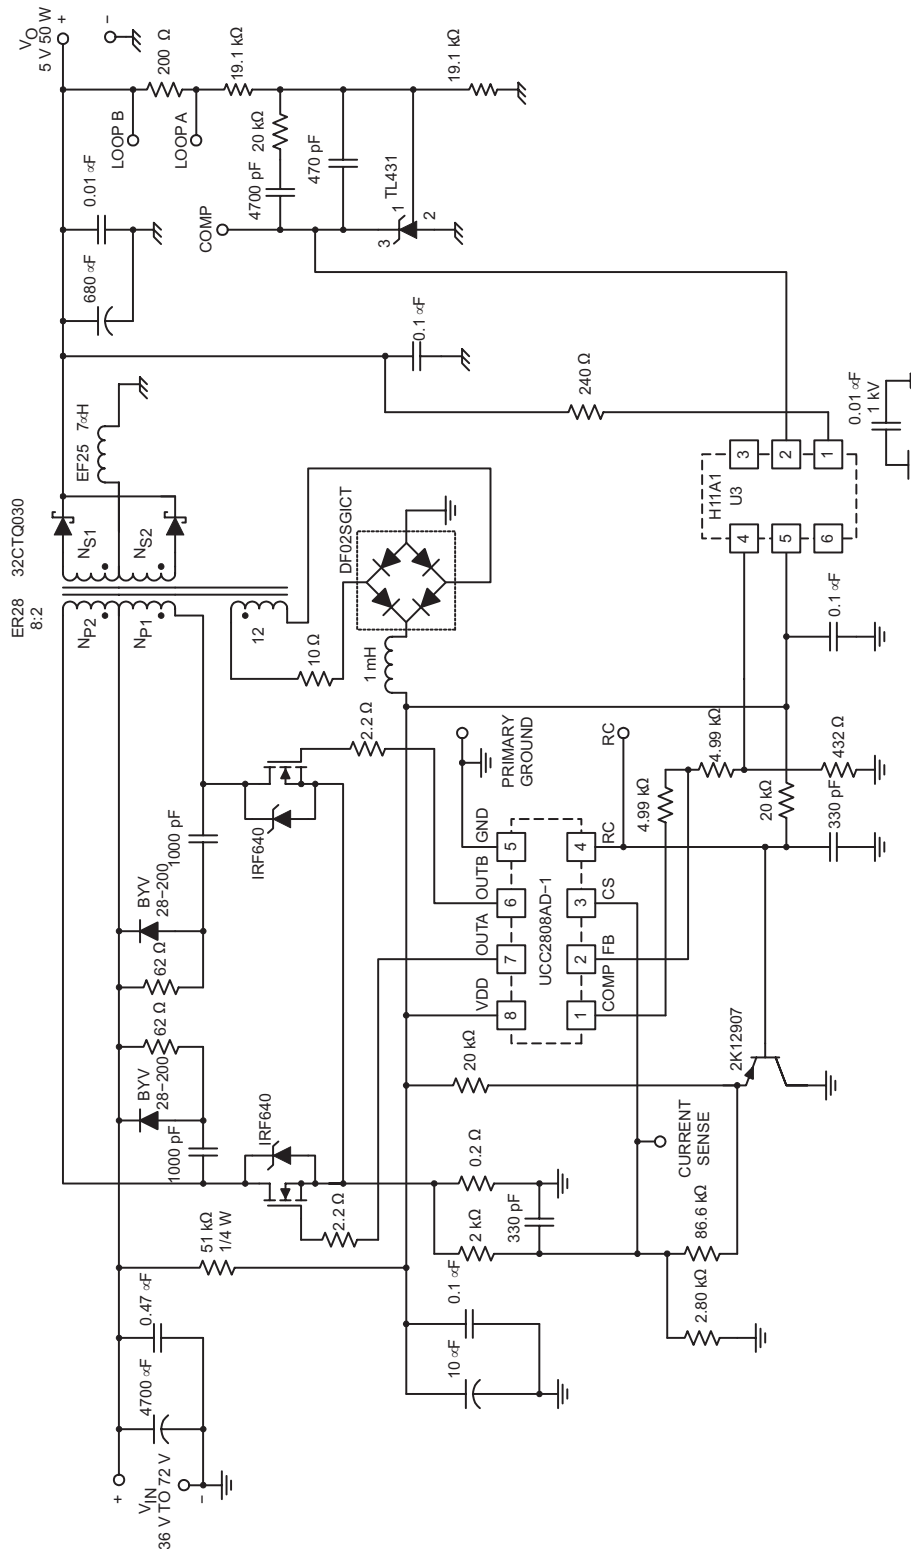 VO
5 V 50 W
+
−
200 Ω
19.1 kΩ
19.1 kΩ
LOOP B
LOOP A
20 kΩ
4700 pF
470 pF
TL431
COMP
1
3
2
0.01 ∝F
680 ∝F
0.1 ∝F
240 Ω
EF25 7∝H
32CTQ030
ER28
8:2
NS1
NS2
NP2
NP1
12
10 Ω
1 mH
DF02SGICT
H11A1
U3
3
2
1
4
5
6
0.01 ∝F
1 kV
0.1 ∝F
2.2 Ω
IRF640
1000 pF
BYV
28−200
62 Ω
62 Ω
BYV
28−200
1000 pF
IRF640
2.2 Ω
51 kΩ
1/4 W
PRIMARY
GROUND
RC
4.99 kΩ
4.99 kΩ
432 Ω
20 kΩ
330 pF
GND
OUTB
OUTA
VDD
5
6
7
8
UCC2808AD−1
4
3
2
1
RC
CS
FB
COMP
20 kΩ
2K12907
CURRENT
SENSE
0.2 Ω
2 kΩ
330 pF
86.6 kΩ
2.80 kΩ
0.1 ∝F
10 ∝F
0.47 ∝F
4700 ∝F
+
VIN
36 V TO 72 V
−